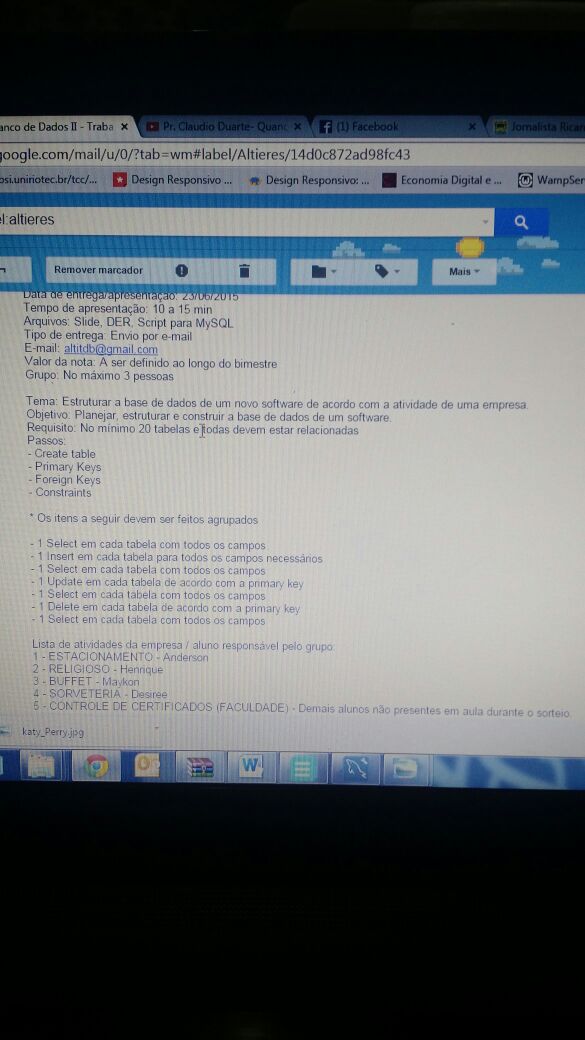 anco de Dados II - Traba
Pr. Claudio Duarte- Quand
(1) Facebook
Jornalista Ricar
google.com/mail/u/0/?tab=wm#label/Altieres/14d0c872ad98fc43
osi.uniriotec.br/tcc/...
Design Responsivo ...
Design Responsivo: ...
Economia Digital e ...
WampSer
el:altieres
Remover marcador
Mais
Data de entrega/apresentação: 23/06/2015
Tempo de apresentação: 10 a 15 min
Arquivos: Slide, DER, Script para MySQL
Tipo de entrega: Envio por e-mail
E-mail: altitdb@gmail.com
Valor da nota: A ser definido ao longo do bimestre
Grupo: No máximo 3 pessoas
Tema: Estruturar a base de dados de um novo software de acordo com a atividade de uma empresa.
Objetivo: Planejar, estruturar e construir a base de dados de um software.
Requisito: No mínimo 20 tabelas e todas devem estar relacionadas
Passos:
- Create table
- Primary Keys
- Foreign Keys
- Constraints
* Os itens a seguir devem ser feitos agrupados
- 1 Select em cada tabela com todos os campos
- 1 Insert em cada tabela para todos os campos necessários
- 1 Select em cada tabela com todos os campos
- 1 Update em cada tabela de acordo com a primary key
- 1 Select em cada tabela com todos os campos
- 1 Delete em cada tabela de acordo com a primary key
- 1 Select em cada tabela com todos os campos
Lista de atividades da empresa / aluno responsável pelo grupo:
1 - ESTACIONAMENTO - Anderson
2 - RELIGIOSO - Henrique
3 - BUFFET - Maykon
4 - SORVETERIA - Desiree
5 - CONTROLE DE CERTIFICADOS (FACULDADE) - Demais alunos não presentes em aula durante o sorteio.
katy_Perry.jpg